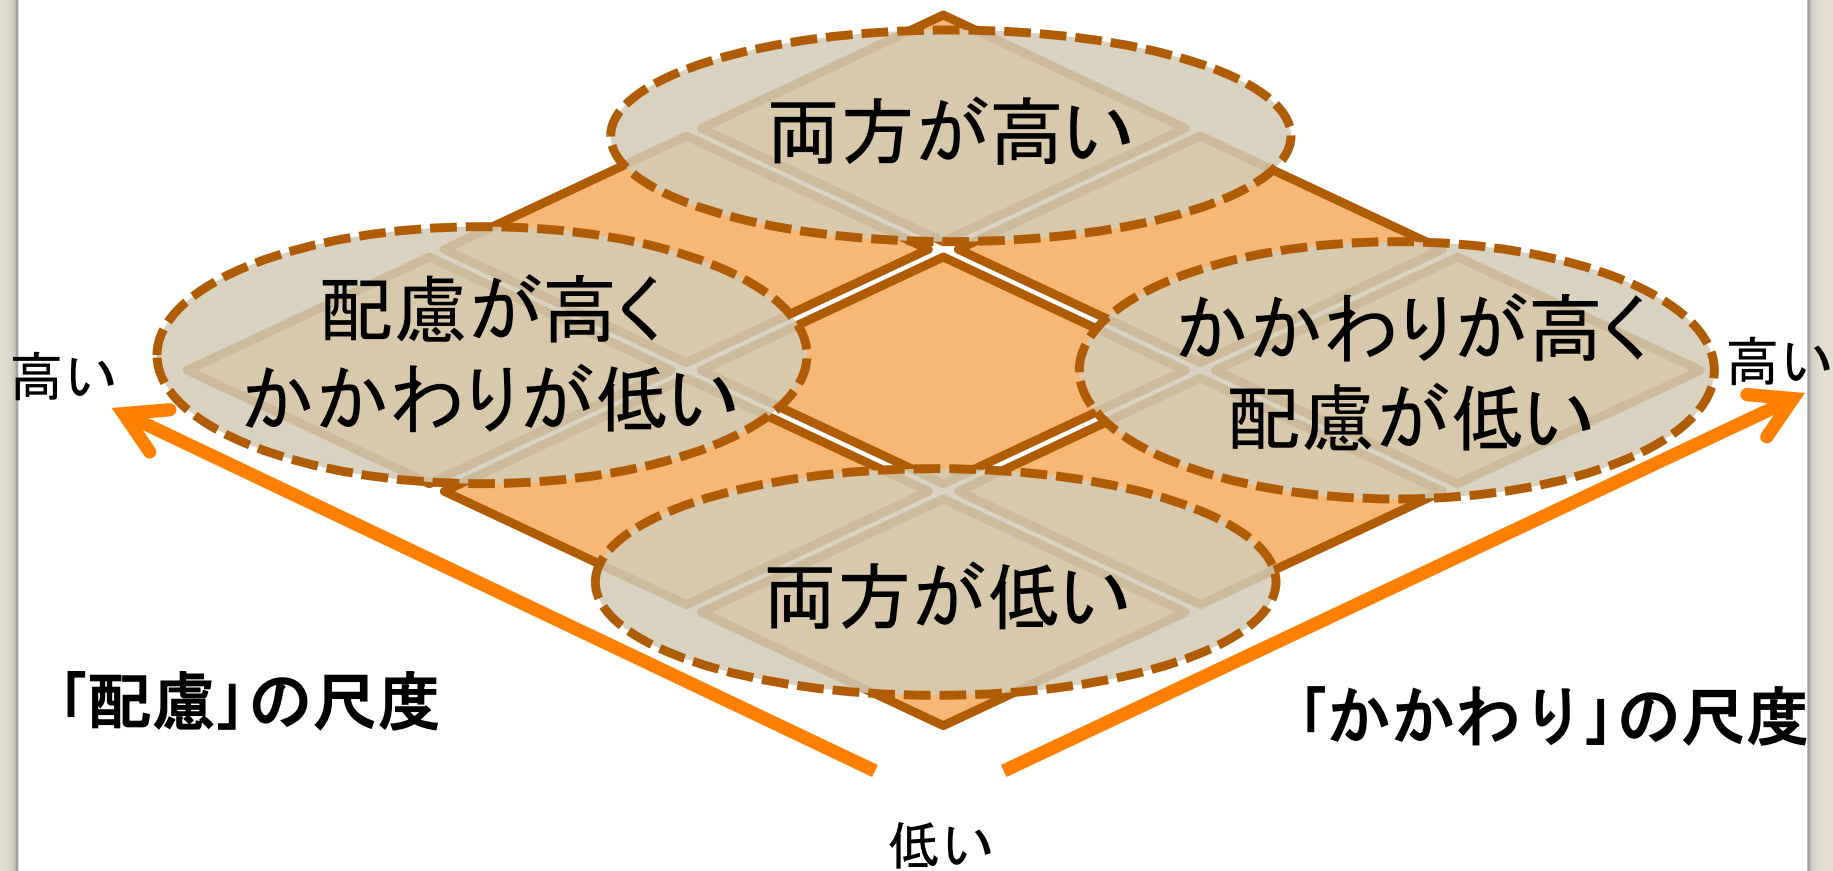 両方が高い
配慮が高く
かかわりが低い
かかわりが高く
配慮が低い
高い
高い
両方が低い
「配慮」の尺度
「かかわり」の尺度
低い